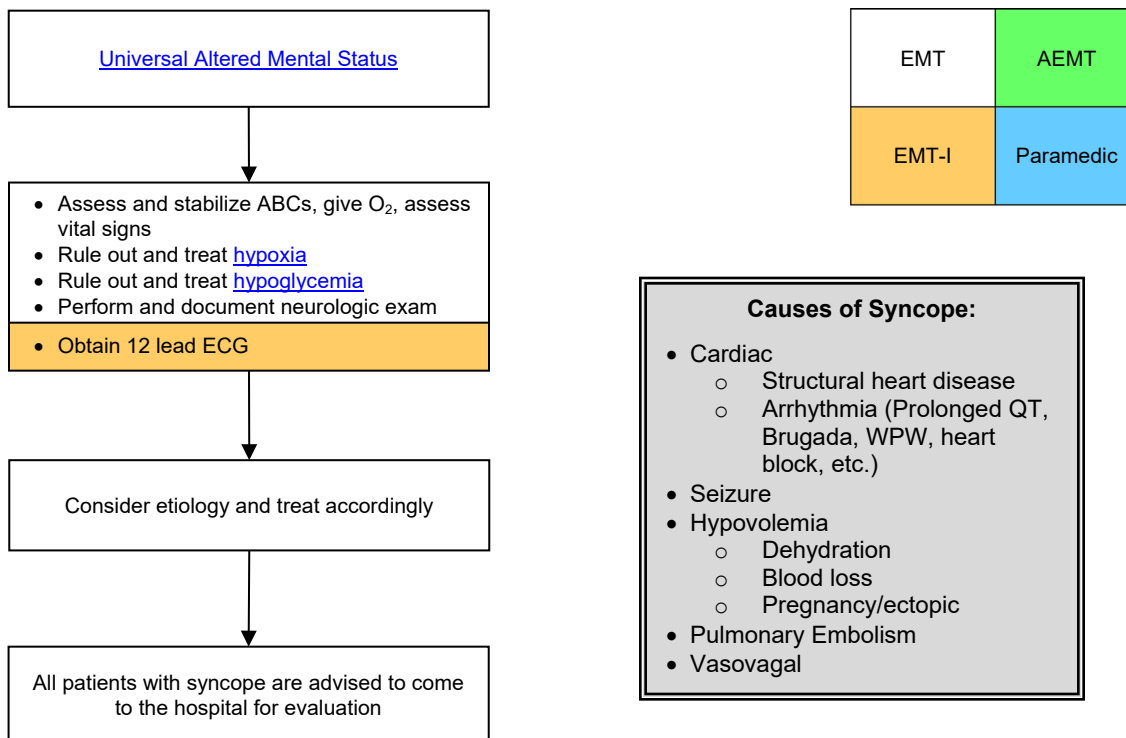 Universal Altered Mental Status
EMT
AEMT
EMT-I
Paramedic
• Assess and stabilize ABCs, give O₂, assess
vital signs
• Rule out and treat hypoxia
• Rule out and treat hypoglycemia
• Perform and document neurologic exam
• Obtain 12 lead ECG
Consider etiology and treat accordingly
All patients with syncope are advised to come
to the hospital for evaluation
Causes of Syncope:
• Cardiac
o Structural heart disease
o Arrhythmia (Prolonged QT,
Brugada, WPW, heart
block, etc.)
• Seizure
• Hypovolemia
o Dehydration
o Blood loss
o Pregnancy/ectopic
• Pulmonary Embolism
• Vasovagal